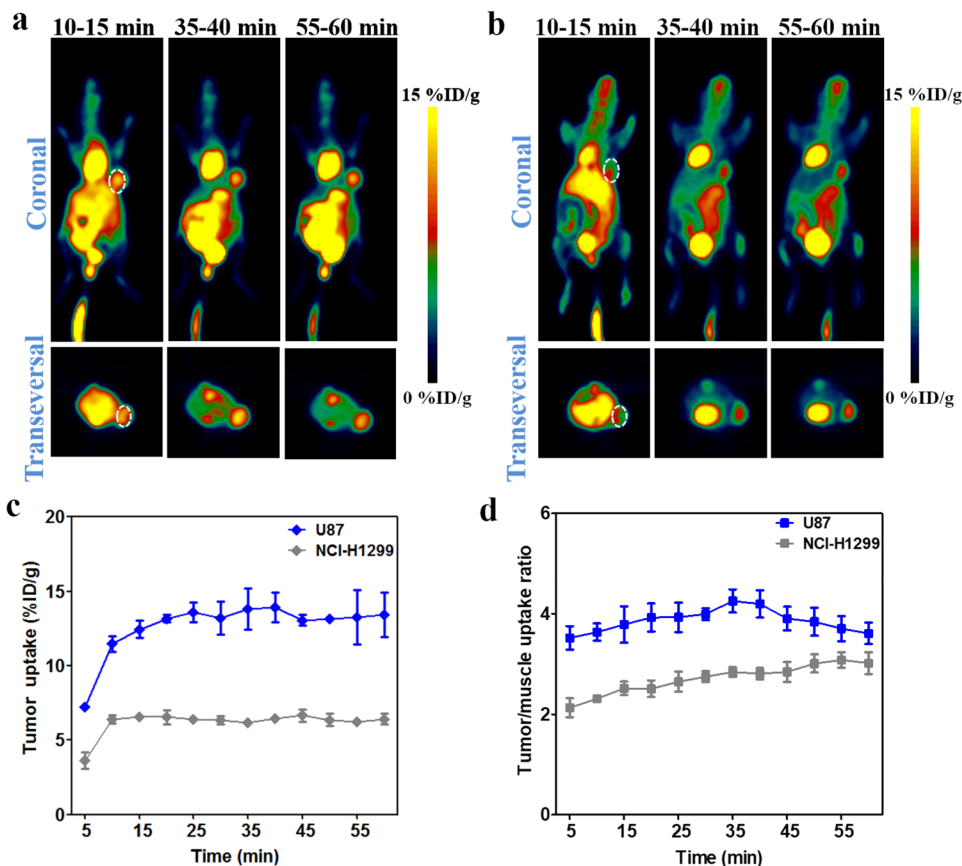 a
10-15 min 35-40 min 55-60 min
Coronal
Transeversal
15 %ID/g
0 %ID/g
b
10-15 min 35-40 min 55-60 min
Coronal
Transeversal
15 %ID/g
0 %ID/g
c
Tumor uptake (%ID/g)
20
15
10
5
0
U87
NCI-H1299
5 15 25 35 45 55
Time (min)
d
Tumor/muscle uptake ratio
6
4
2
0
U87
NCI-H1299
5 15 25 35 45 55
Time (min)